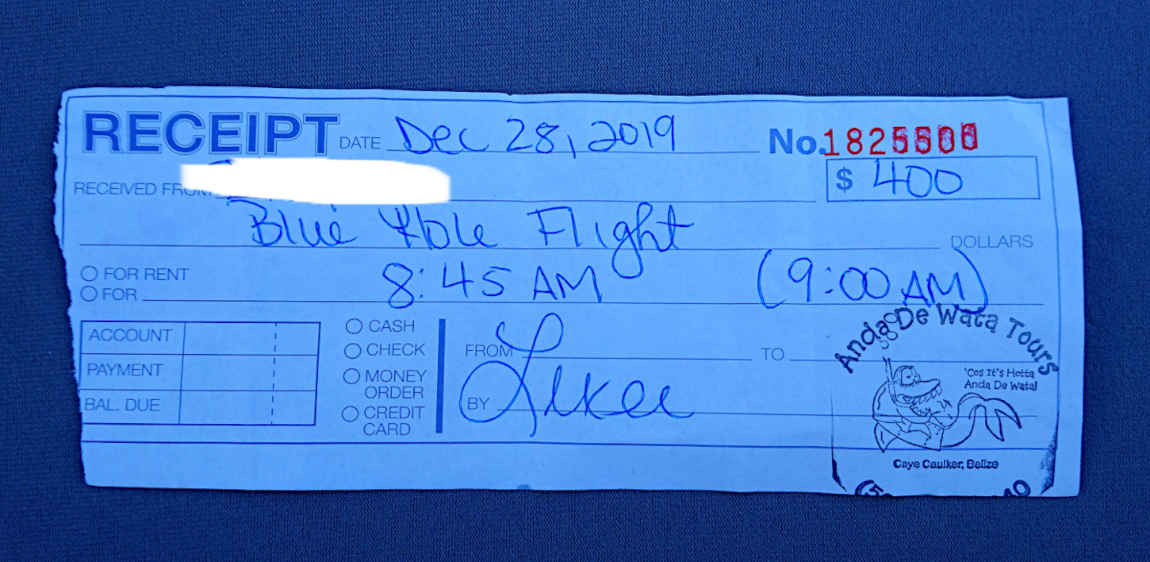 RECEIPT DATE Dec 28, 2019 No.
RECEIVED FROM $ 400
Blue Hole Flight DOLLARS
FOR RENT 8:45 AM (9:00 AM)
FOR
ACCOUNT CASH
CHECK FROM TO
PAYMENT MONEY ORDER
BAL. DUE CREDIT CARD BY
Anda De Wata Tours
'Cos It's Hotta
Anda De Wata!
Caye Caulker, Belize